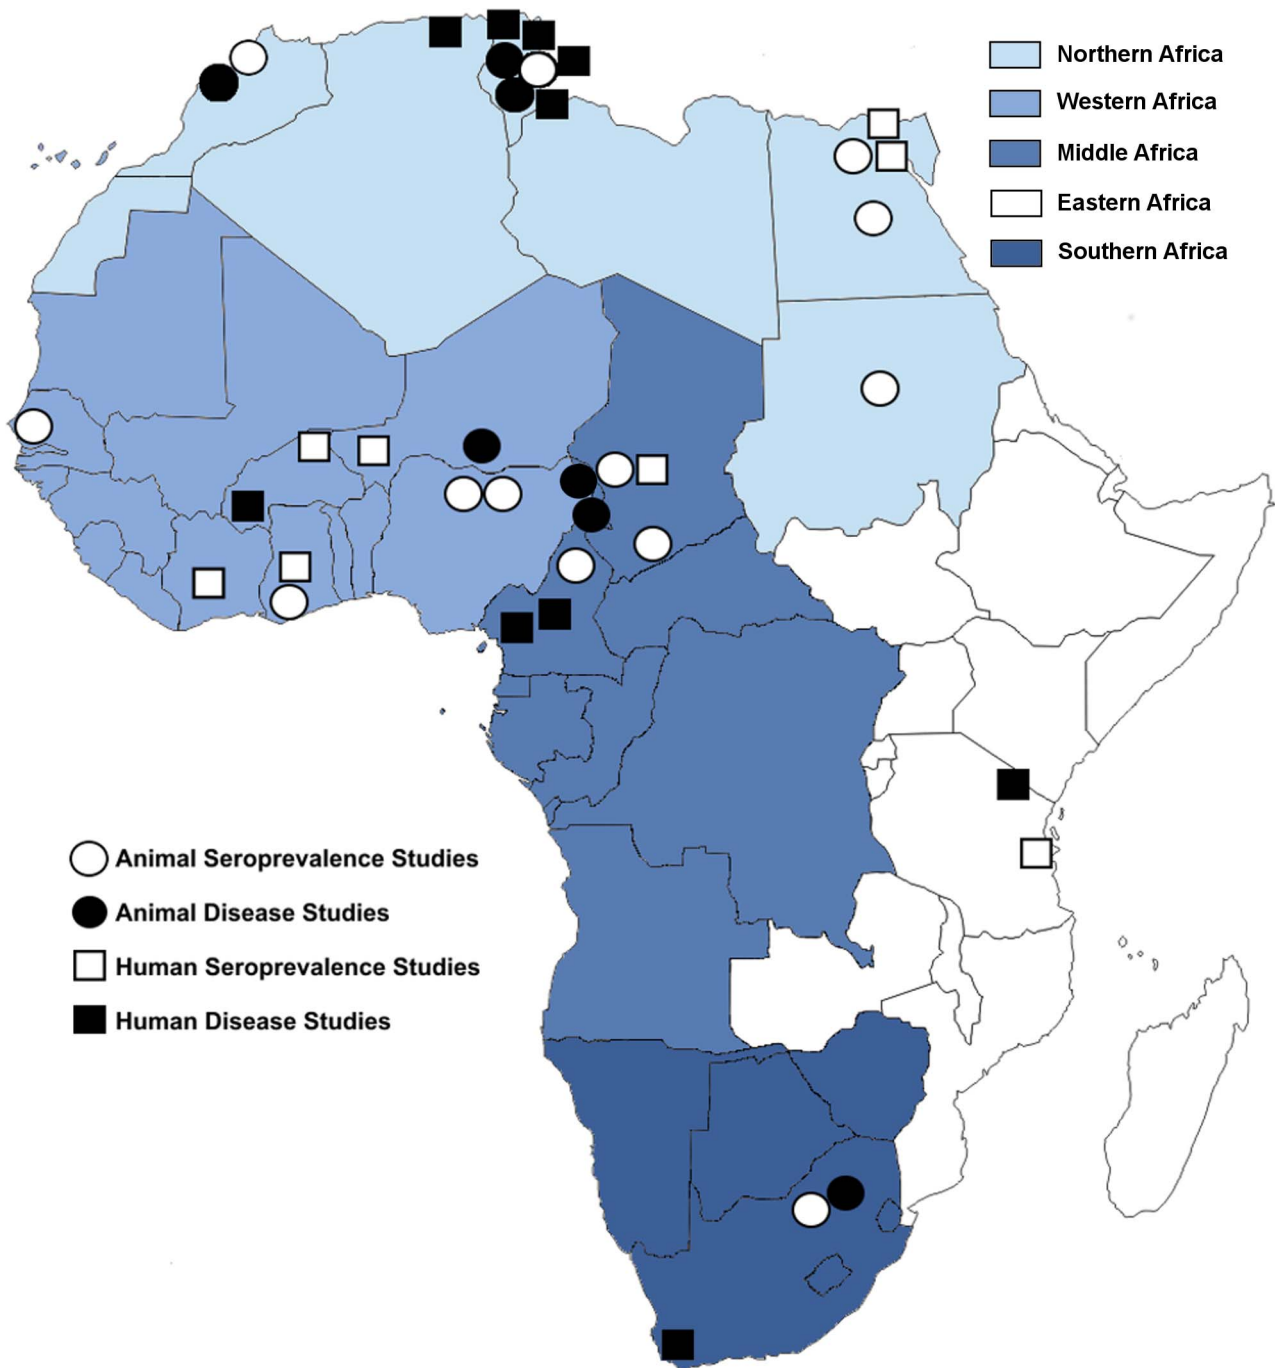 Northern Africa
Western Africa
Middle Africa
Eastern Africa
Southern Africa
Animal Seroprevalence Studies
Animal Disease Studies
Human Seroprevalence Studies
Human Disease Studies